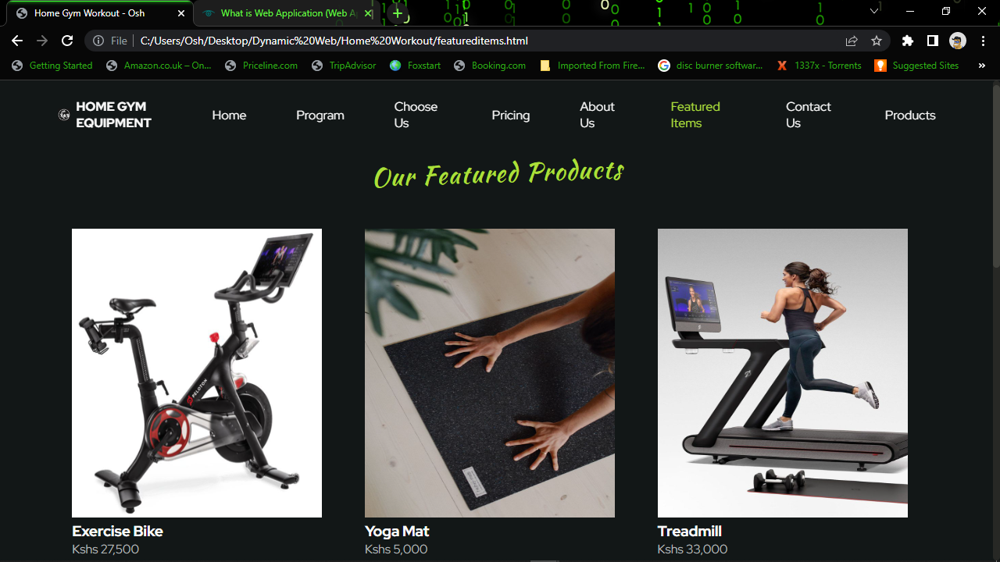 Home Gym Workout - Osh
What is Web Application (Web Ap
File
C:/Users/Osh/Desktop/Dynamic%20Web/Home%20Workout/featureditems.html
Getting Started
Amazon.co.uk – On...
Priceline.com
TripAdvisor
Foxstart
Booking.com
Imported From Fire...
disc burner softwar...
1337x - Torrents
Suggested Sites
»
HOME GYM
EQUIPMENT
Home
Program
Choose
Us
Pricing
About
Us
Featured
Items
Contact
Us
Products
Our Featured Products
PELOTON
Exercise Bike
Kshs 27,500
Yoga Mat
Kshs 5,000
Treadmill
Kshs 33,000